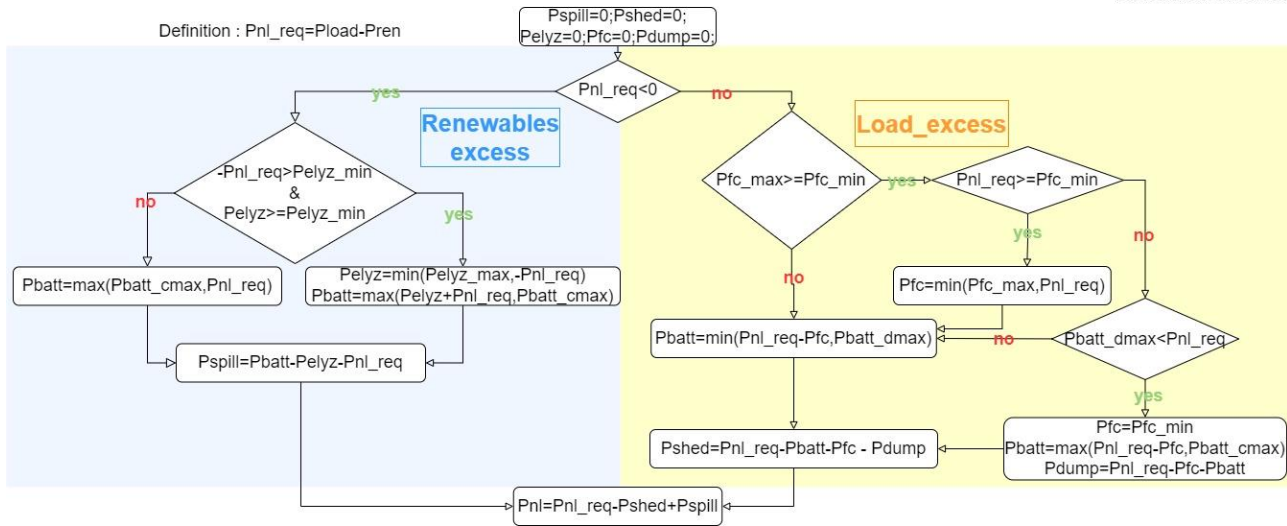 Definition : Pnl_req=Pload-Pren
Pspill=0;Pshed=0;
Pelyz=0;Pfc=0;Pdump=0;
Pnl_req<0
yes
no
Renewables
excess
Load_excess
-Pnl_req>Pelyz_min
&
Pelyz>=Pelyz_min
no
yes
Pbatt=max(Pbatt_cmax,Pnl_req)
Pelyz=min(Pelyz_max,-Pnl_req)
Pbatt=max(Pelyz+Pnl_req,Pbatt_cmax)
Pspill=Pbatt-Pelyz-Pnl_req
Pfc_max>=Pfc_min
yes
Pnl_req>=Pfc_min
no
yes
no
Pfc=min(Pfc_max,Pnl_req)
Pbatt=min(Pnl_req-Pfc,Pbatt_dmax)
no
Pbatt_dmax<Pnl_req
yes
Pfc=Pfc_min
Pbatt=max(Pnl_req-Pfc,Pbatt_cmax)
Pdump=Pnl_req-Pfc-Pbatt
Pshed=Pnl_req-Pbatt-Pfc - Pdump
Pnl=Pnl_req-Pshed+Pspill